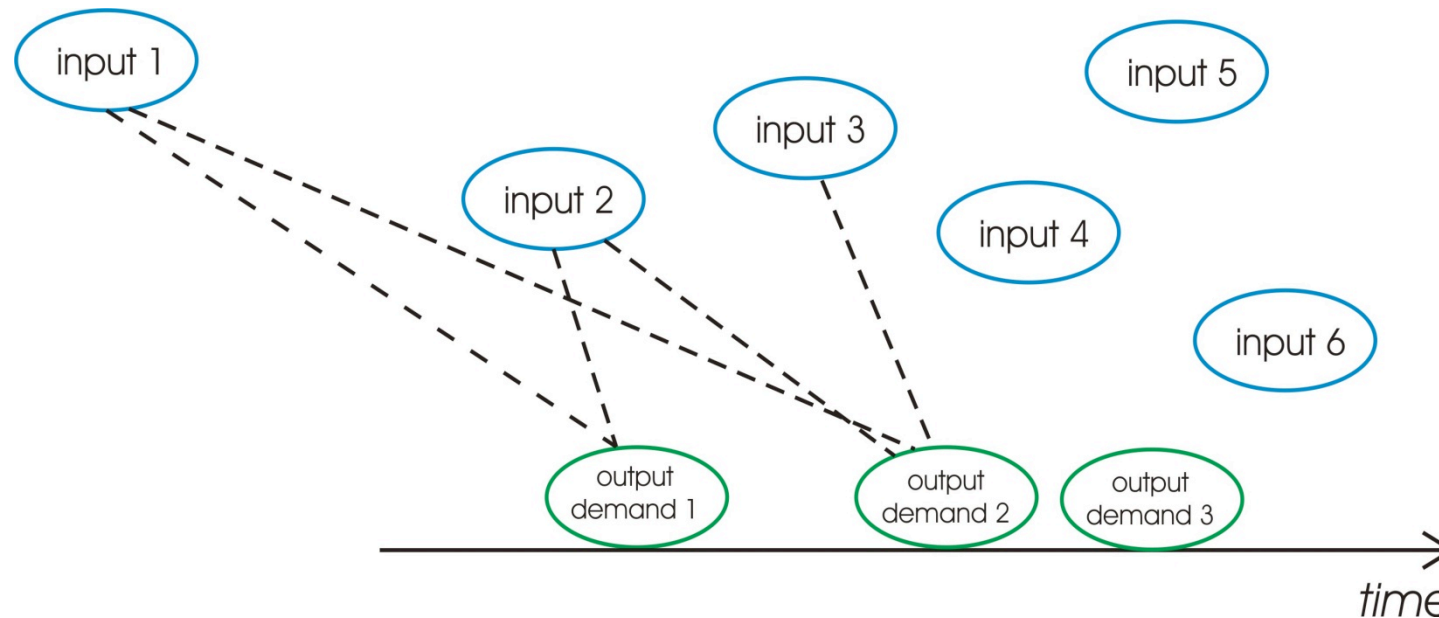 input 1
input 5
input 3
input 2
input 4
input 6
output
demand 1
output
demand 2
output
demand 3
time